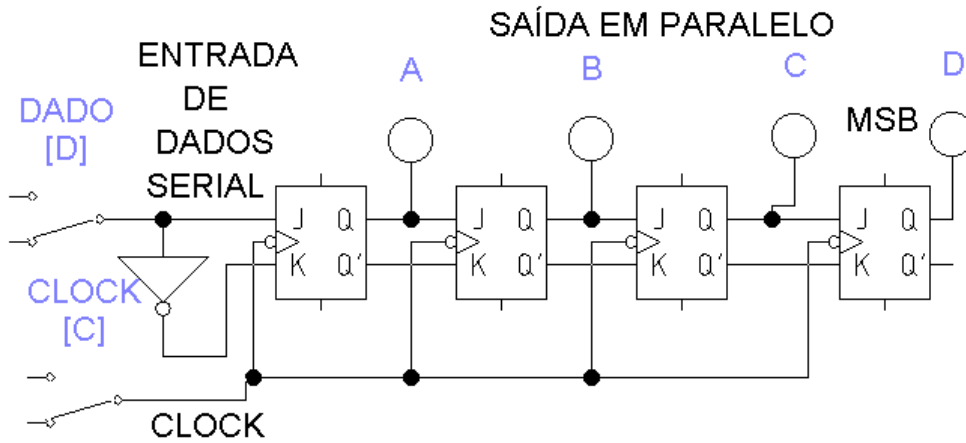 SAÍDA EM PARALELO
ENTRADA
DE
DADOS
SERIAL
A
B
C
D
DADO
[D]
MSB
J Q
K Q'
J Q
K Q'
J Q
K Q'
J Q
K Q'
CLOCK
[C]
CLOCK